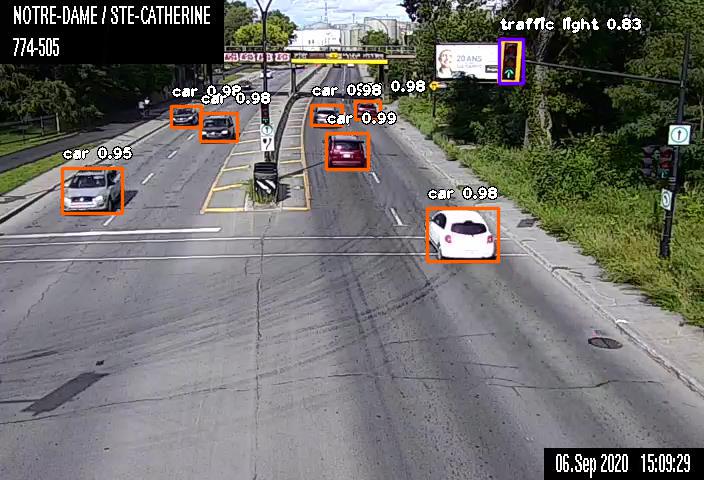 NOTRE-DAME / STE-CATHERINE
774-505
traffic light 0.83
20 ANS
car 0.98
car 0.98
car 0.98
0.98
car 0.99
car 0.95
car 0.98
06.Sep 2020 15:09:29